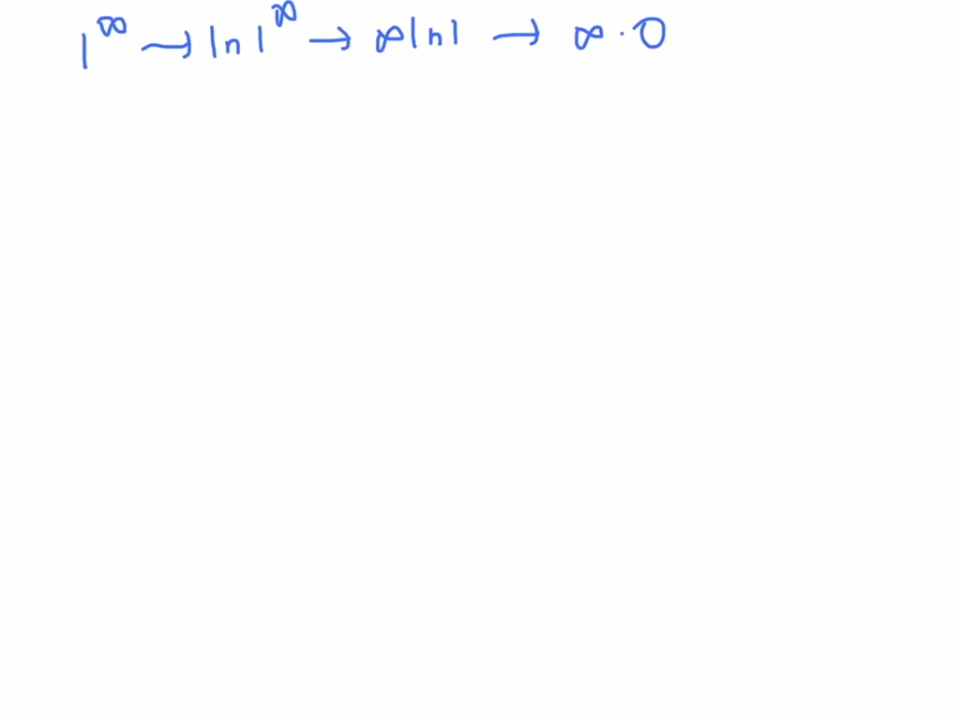 1^∞ → ln 1^∞ → ∞ ln 1 → ∞ · 0